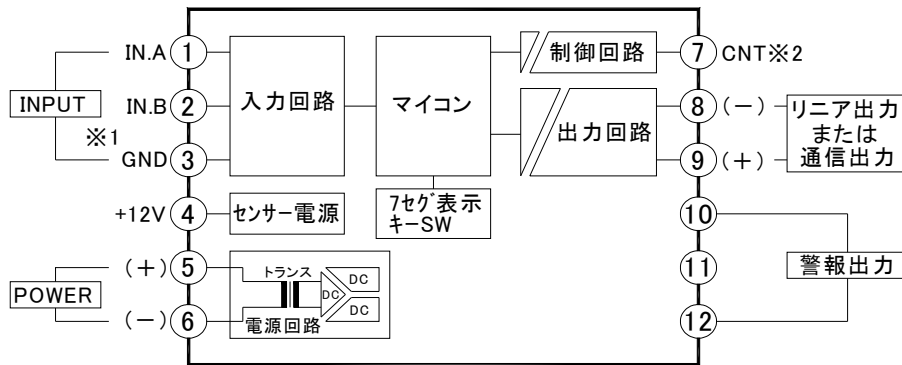 IN.A
①
INPUT
IN.B
②
※1
GND
③
+12V
④
(+)
⑤
POWER
(−)
⑥
入力回路
マイコン
センサー電源
7セグ表示
キーSW
トランス
DC
DC
DC
電源回路
制御回路
出力回路
⑦
CNT※2
⑧
(−)
⑨
(+)
リニア出力
または
通信出力
⑩
⑪
⑫
警報出力